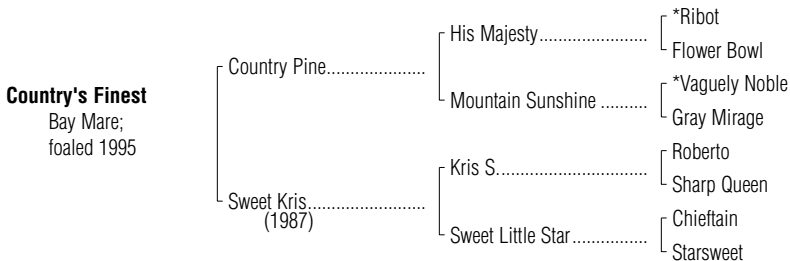 *Ribot
His Majesty......................
Flower Bowl
Country Pine.....................
*Vaguely Noble
Mountain Sunshine ..........
Gray Mirage
Country's Finest
Bay Mare;
foaled 1995
Roberto
Kris S..............................
Sharp Queen
Sweet Kris.........................
(1987)
Chieftain
Sweet Little Star................
Starsweet